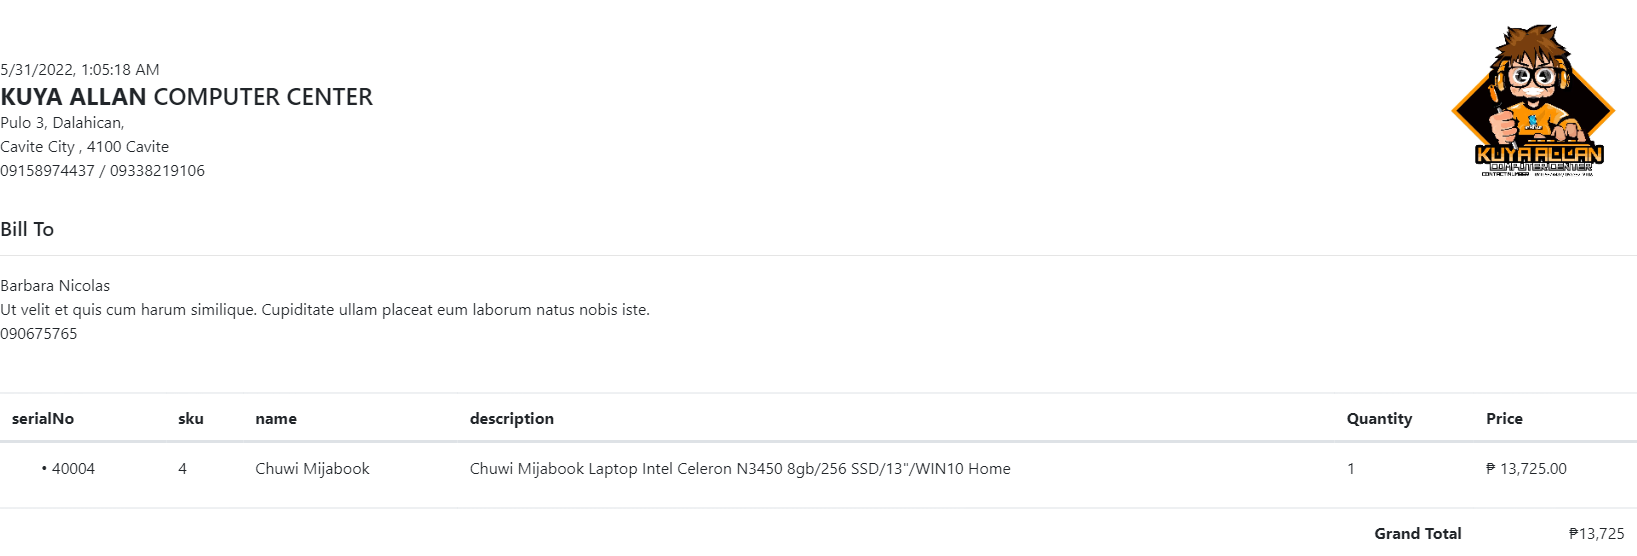 5/31/2022, 1:05:18 AM
KUYA ALLAN COMPUTER CENTER
Pulo 3, Dalahican,
Cavite City , 4100 Cavite
09158974437 / 09338219106
KUYA ALLAN
COMPUTER CENTER
CONTACT NUMBER
Bill To
Barbara Nicolas
Ut velit et quis cum harum similique. Cupiditate ullam placeat eum laborum natus nobis iste.
090675765
serialNo sku name description Quantity Price
• 40004 4 Chuwi Mijabook Chuwi Mijabook Laptop Intel Celeron N3450 8gb/256 SSD/13"/WIN10 Home 1 ₱ 13,725.00
Grand Total ₱13,725